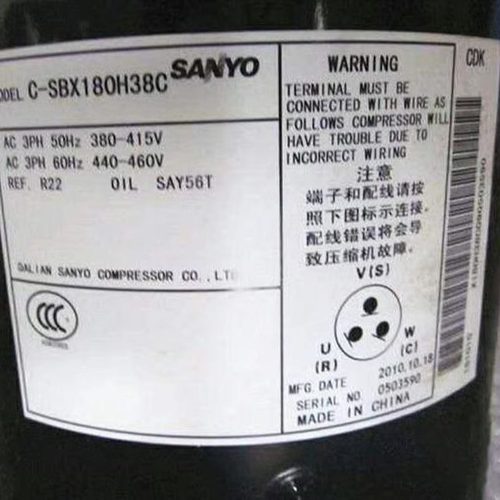 MODEL C-SBX180H38C SANYO
AC 3PH 50Hz 380-415V
AC 3PH 60Hz 440-460V
REF. R22 OIL SAY56T
DALIAN SANYO COMPRESSOR CO.,LTD
CCC
WARNING
TERMINAL MUST BE
CONNECTED WITH WIRE AS
FOLLOWS COMPRESSOR WILL
HAVE TROUBLE DUE TO
INCORRECT WIRING
注意
端子和配线请按
照下图标示连接。
配线错误将会导
致压缩机故障。
V(S)
U
(R)
W
(C)
MFG. DATE 2010.10.18
SERIAL NO. 0503590
MADE IN CHINA
CDK